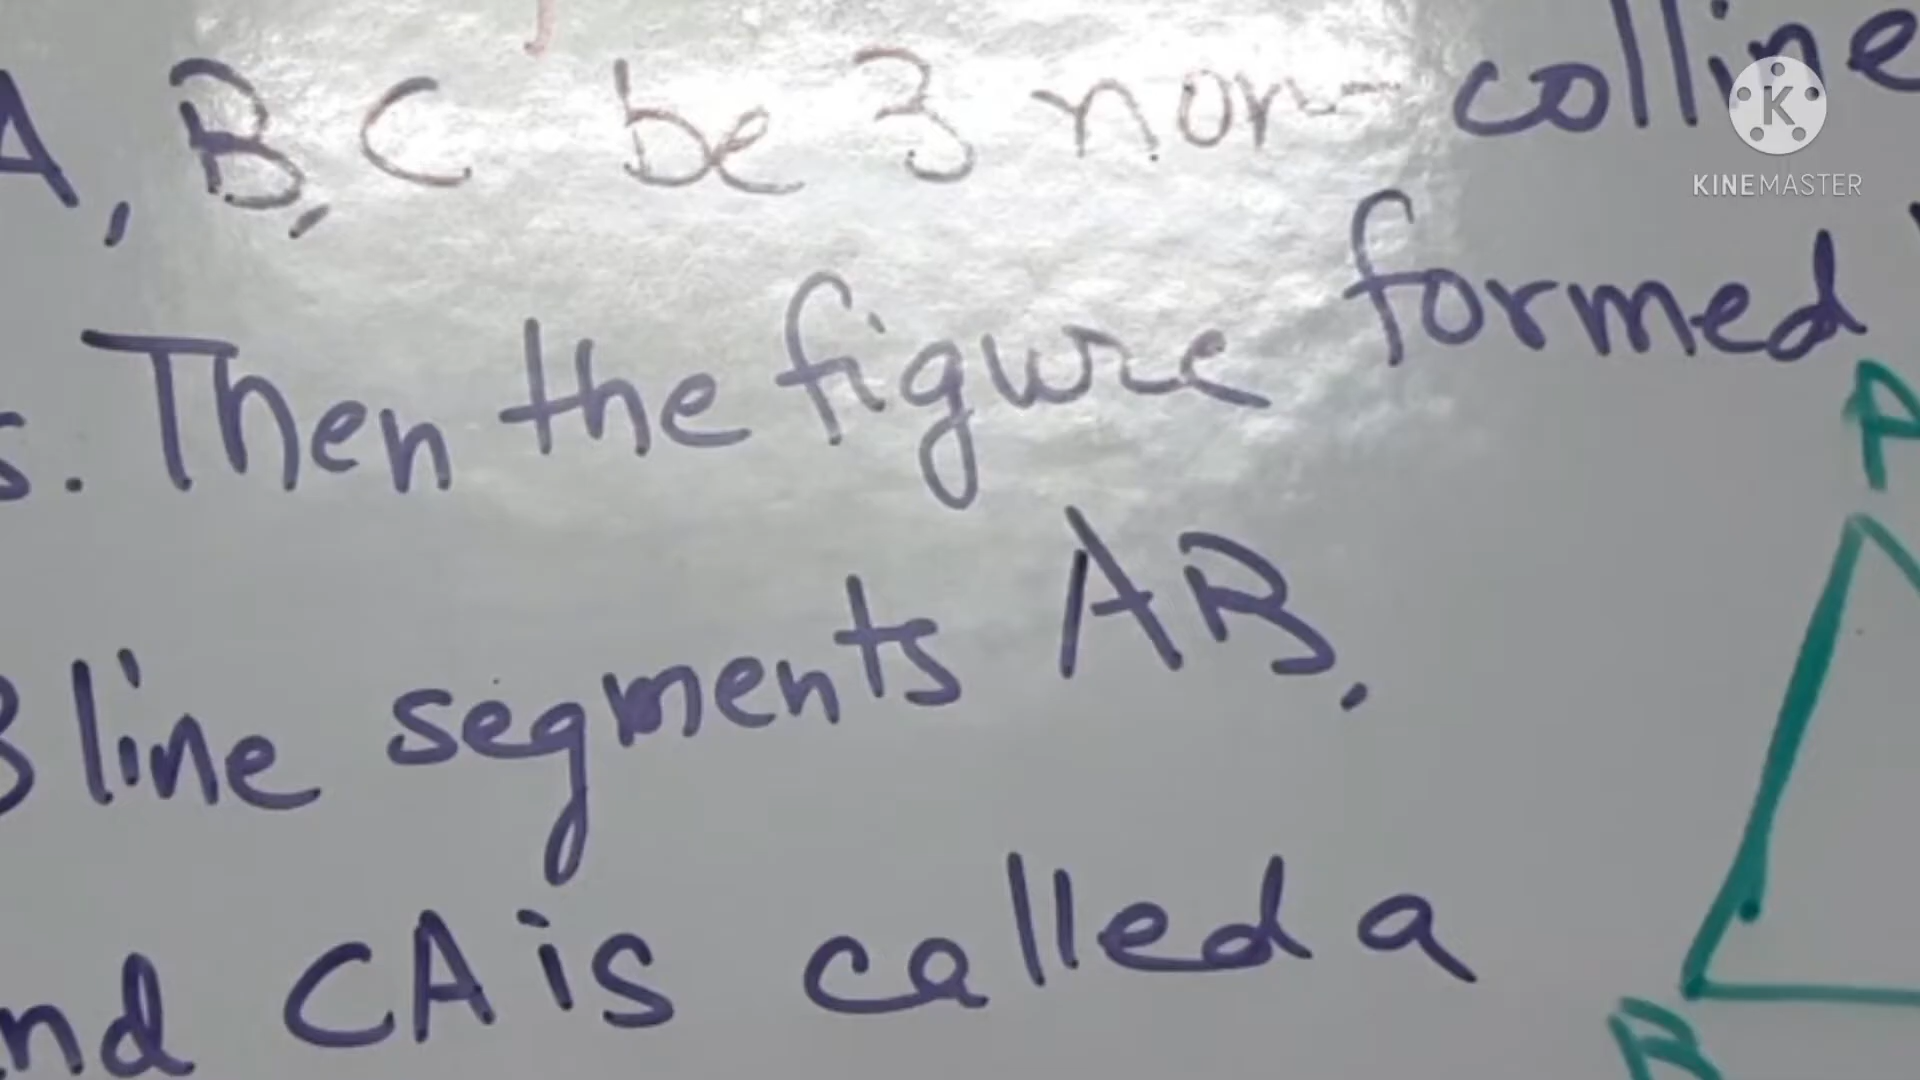 A, B, C be 3 non- colline
s. Then the figure formed
3 line segments AB,
nd CA is called a
A
B
KINEMASTER